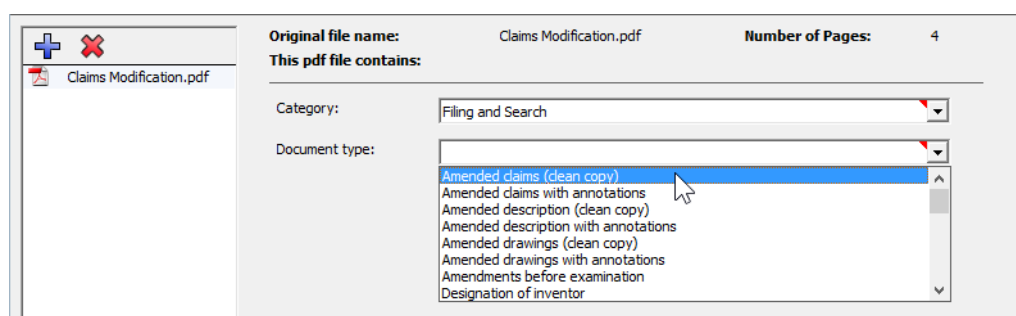 Original file name: Claims Modification.pdf Number of Pages: 4
This pdf file contains:
Claims Modification.pdf
Category: Filing and Search
Document type:
Amended claims (clean copy)
Amended claims with annotations
Amended description (clean copy)
Amended description with annotations
Amended drawings (clean copy)
Amended drawings with annotations
Amendments before examination
Designation of inventor